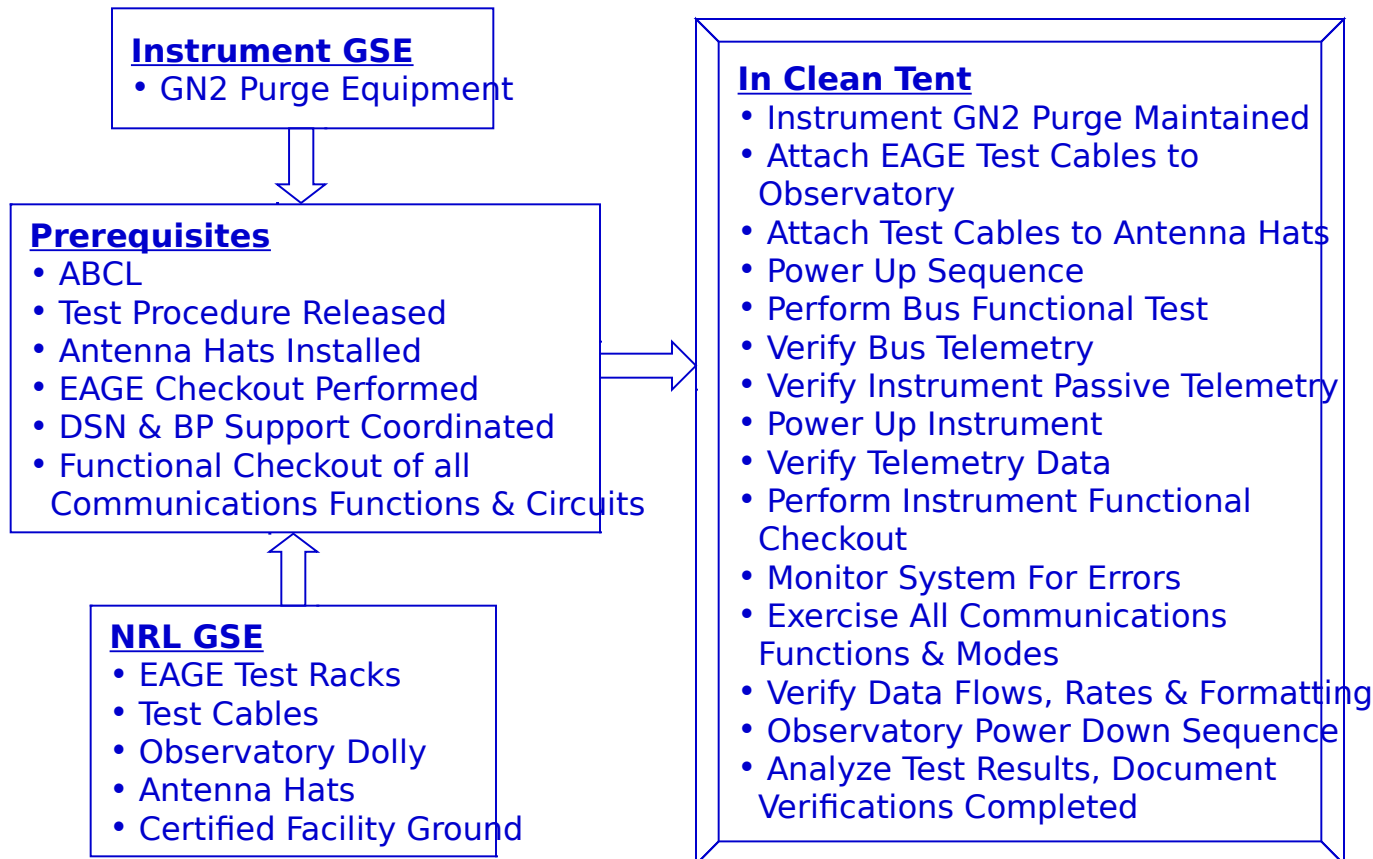 Instrument GSE
• GN2 Purge Equipment
Prerequisites
• ABCL
• Test Procedure Released
• Antenna Hats Installed
• EAGE Checkout Performed
• DSN & BP Support Coordinated
• Functional Checkout of all
Communications Functions & Circuits
NRL GSE
• EAGE Test Racks
• Test Cables
• Observatory Dolly
• Antenna Hats
• Certified Facility Ground
In Clean Tent
• Instrument GN2 Purge Maintained
• Attach EAGE Test Cables to
Observatory
• Attach Test Cables to Antenna Hats
• Power Up Sequence
• Perform Bus Functional Test
• Verify Bus Telemetry
• Verify Instrument Passive Telemetry
• Power Up Instrument
• Verify Telemetry Data
• Perform Instrument Functional
Checkout
• Monitor System For Errors
• Exercise All Communications
Functions & Modes
• Verify Data Flows, Rates & Formatting
• Observatory Power Down Sequence
• Analyze Test Results, Document
Verifications Completed